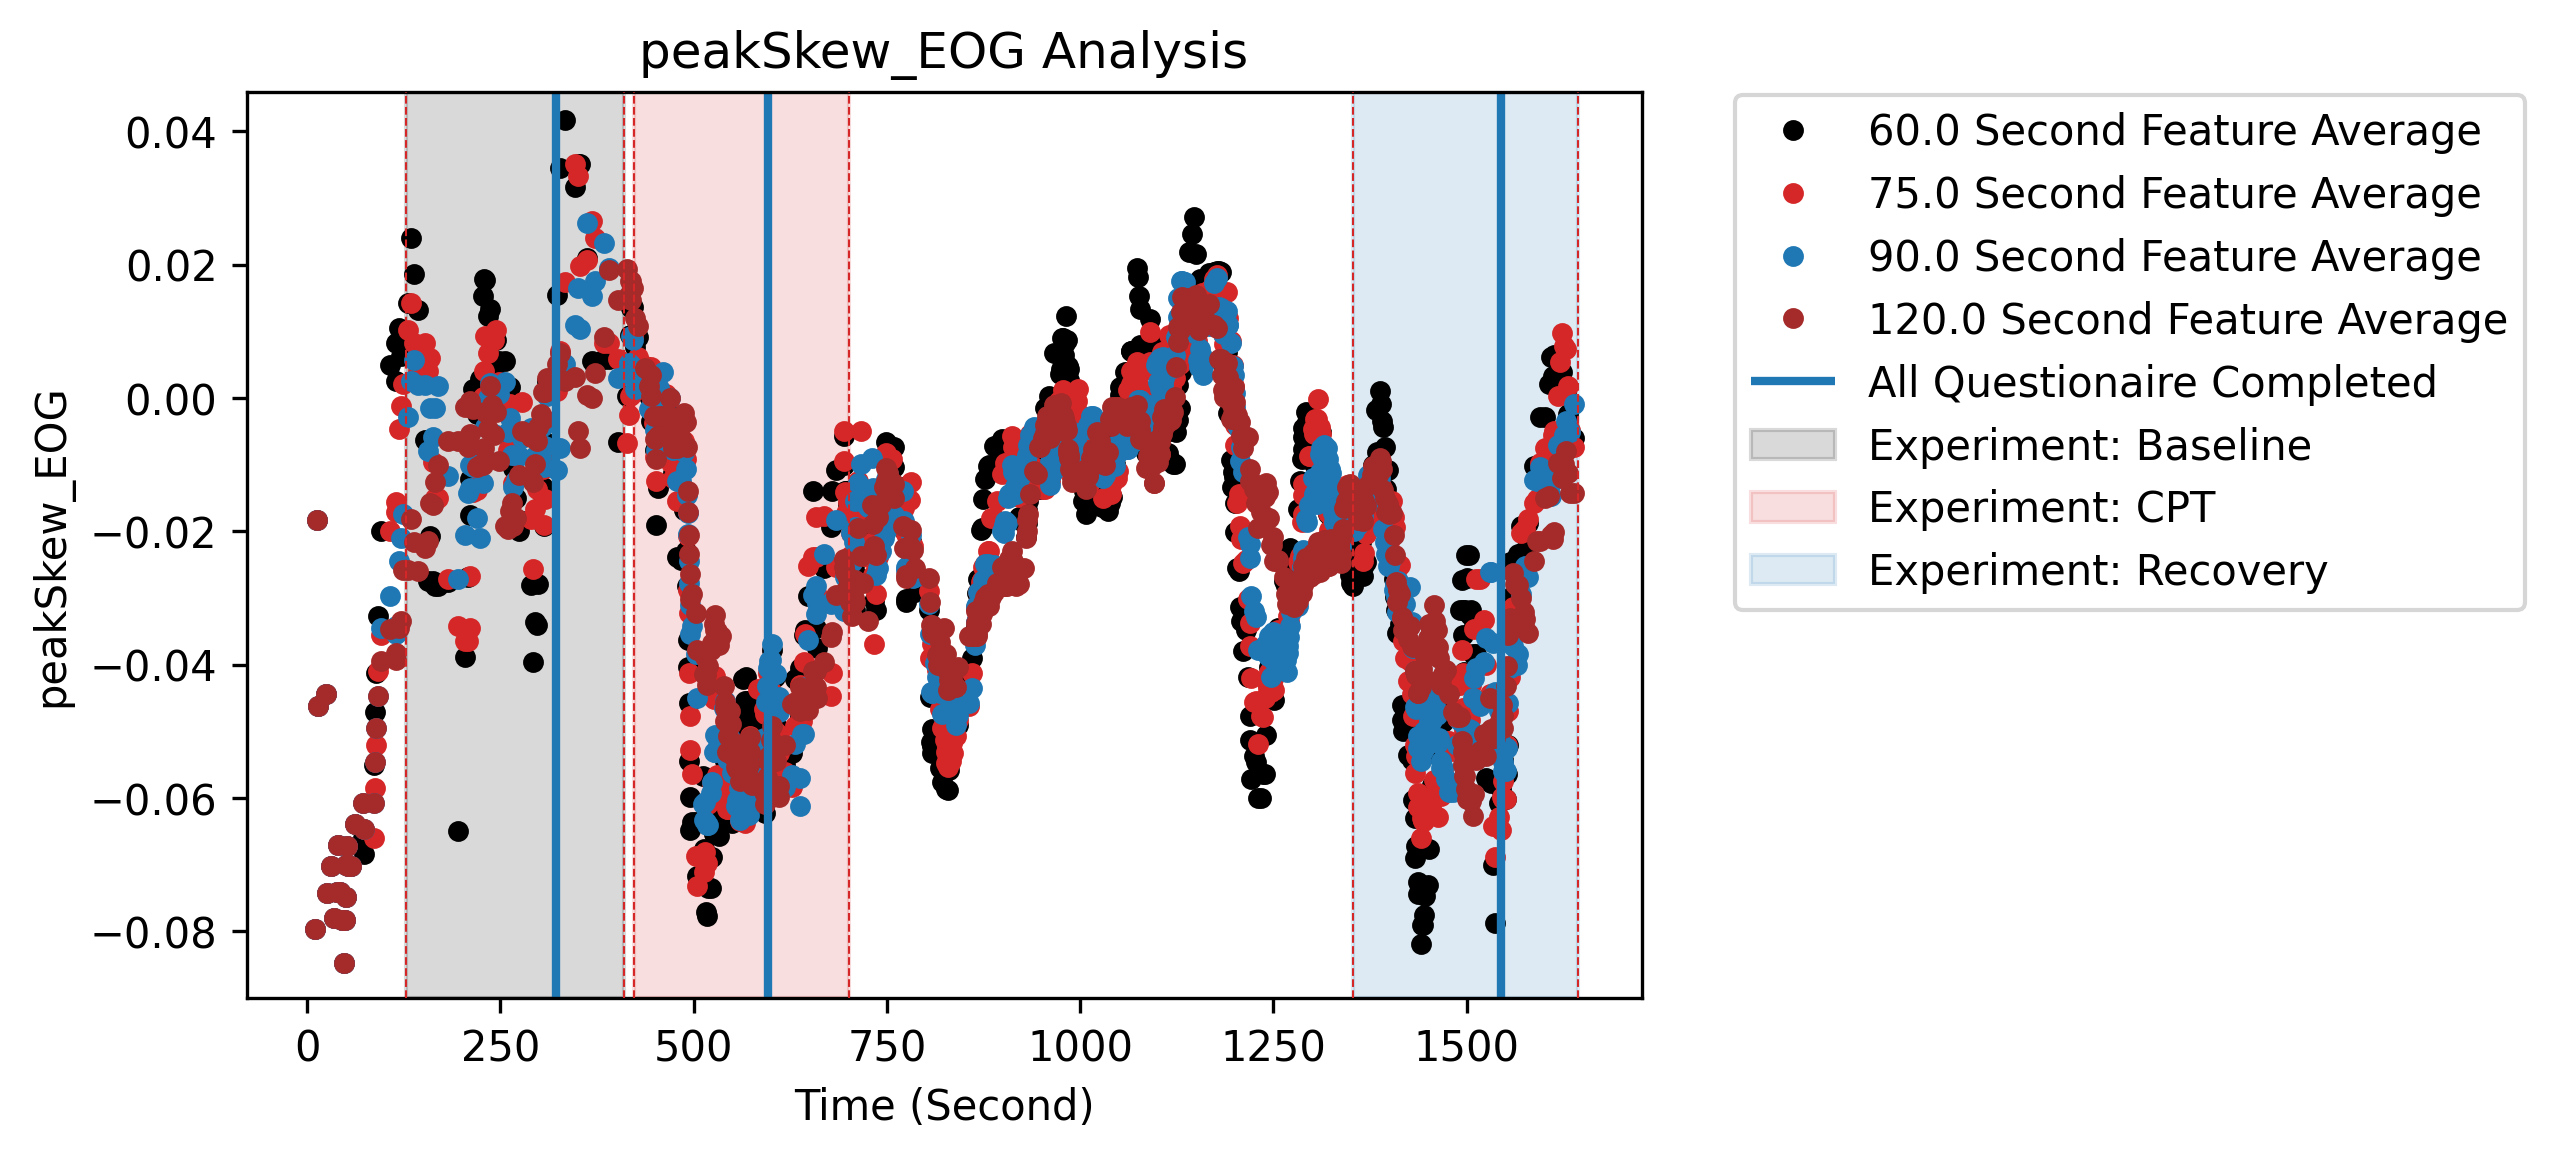 peakSkew_EOG Analysis
peakSkew_EOG
0.04
0.02
0.00
−0.02
−0.04
−0.06
−0.08
0 250 500 750 1000 1250 1500
Time (Second)
60.0 Second Feature Average
75.0 Second Feature Average
90.0 Second Feature Average
120.0 Second Feature Average
All Questionaire Completed
Experiment: Baseline
Experiment: CPT
Experiment: Recovery